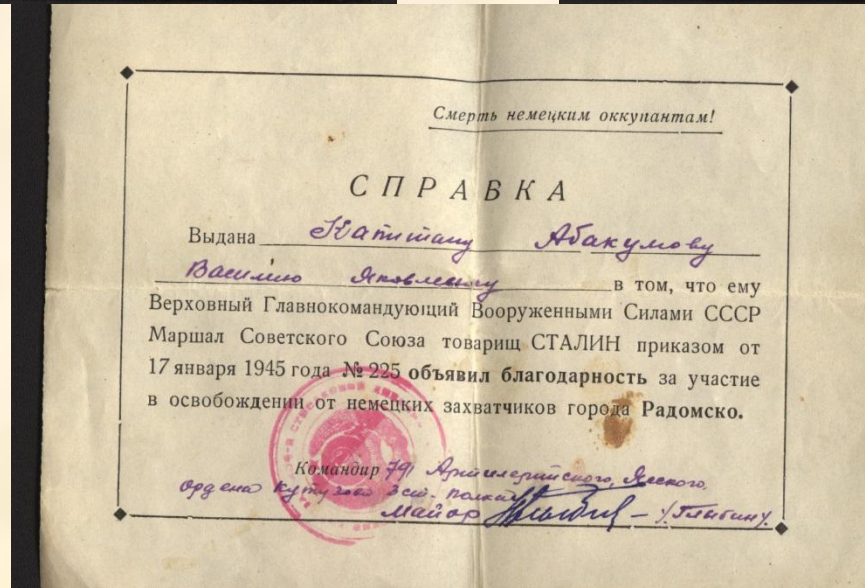 Смерть немецким оккупантам!
СПРАВКА
Выдана Капитану Абакумову
Василию Яковлевичу в том, что ему
Верховный Главнокомандующий Вооруженными Силами СССР
Маршал Советского Союза товарищ СТАЛИН приказом от
17 января 1945 года № 225 объявил благодарность за участие
в освобождении от немецких захватчиков города Радомско.
Командир 791 Артиллерийского, Ясского,
ордена Кутузова 3 ст. полка
Майор